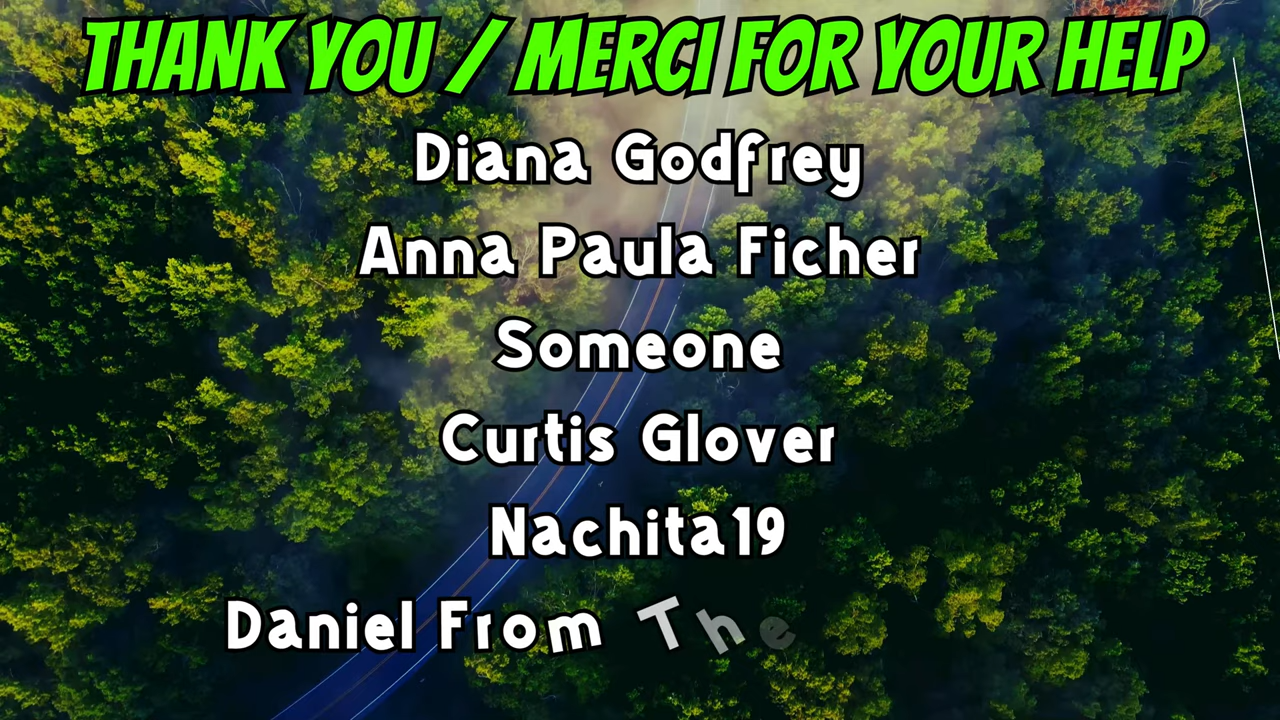 THANK YOU / MERCI FOR YOUR HELP
Diana Godfrey
Anna Paula Ficher
Someone
Curtis Glover
Nachita19
Daniel From The